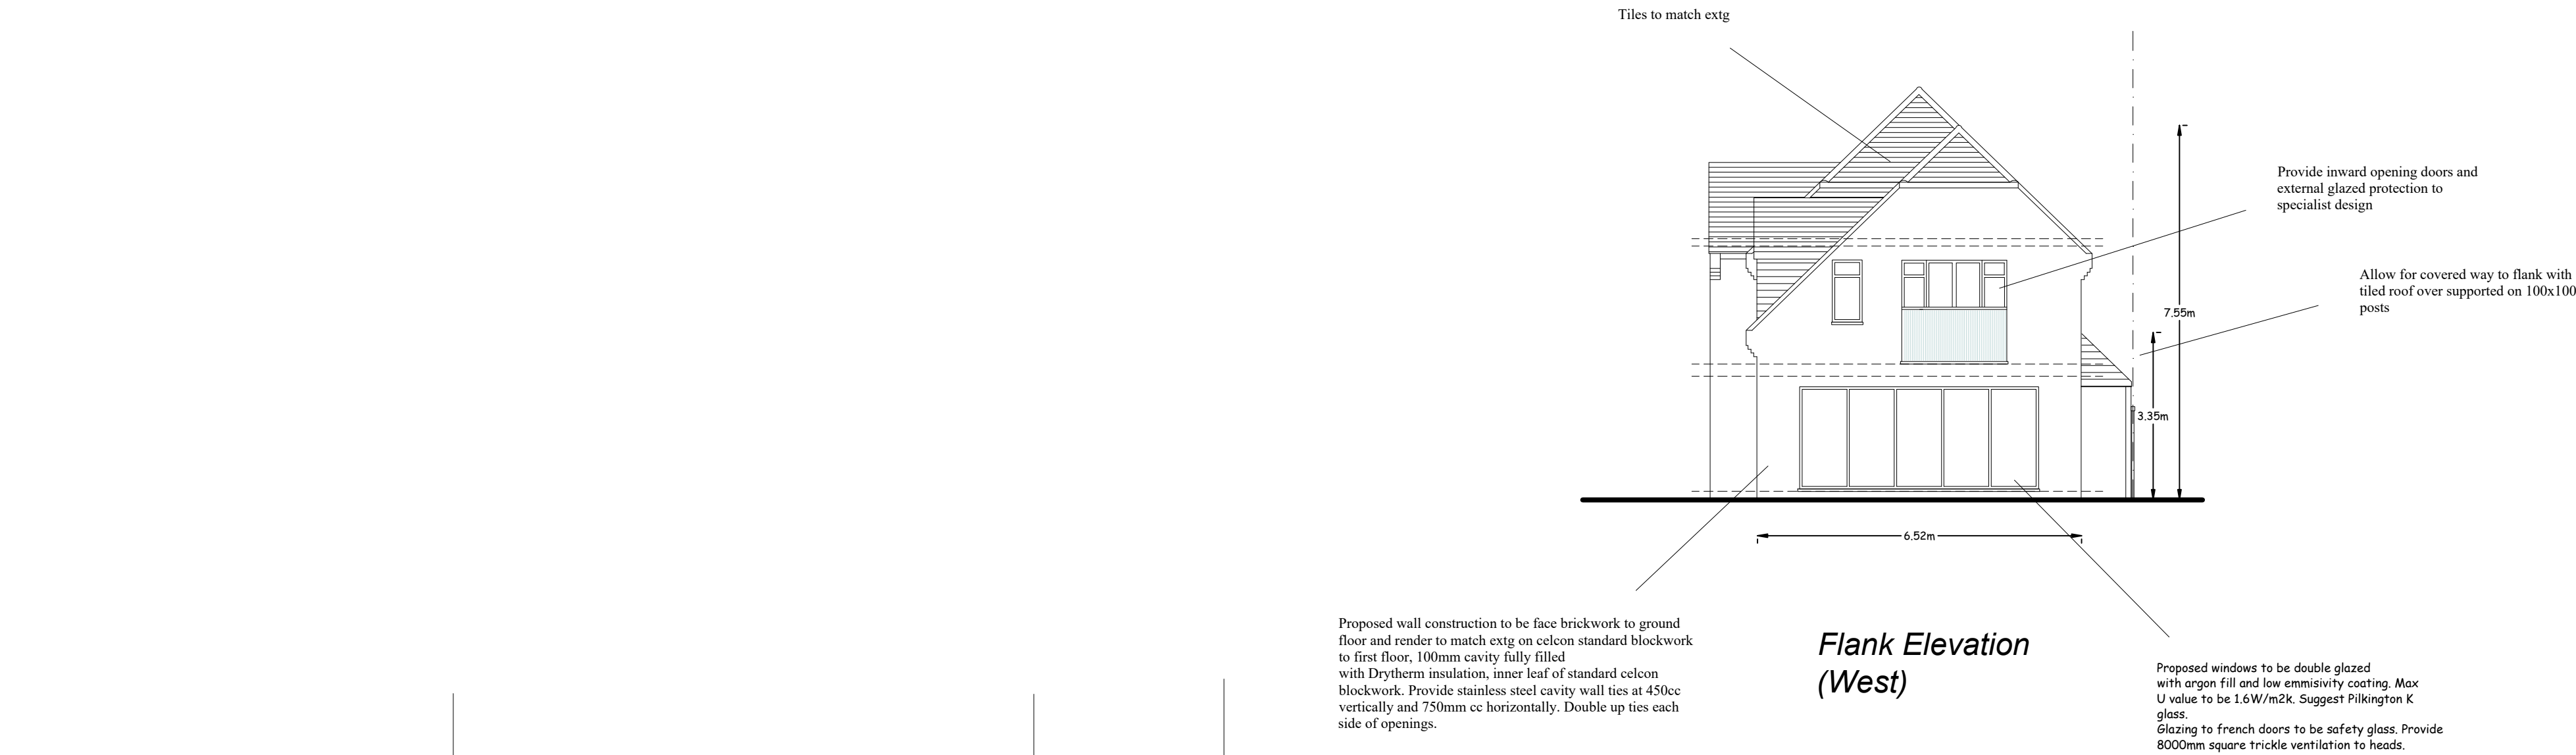 Tiles to match extg
Provide inward opening doors and
external glazed protection to
specialist design
Allow for covered way to flank with
tiled roof over supported on 100x100
posts
7.55m
3.35m
6.52m
Proposed wall construction to be face brickwork to ground
floor and render to match extg on celcon standard blockwork
to first floor, 100mm cavity fully filled
with Drytherm insulation, inner leaf of standard celcon
blockwork. Provide stainless steel cavity wall ties at 450cc
vertically and 750mm cc horizontally. Double up ties each
side of openings.
Flank Elevation
(West)
Proposed windows to be double glazed
with argon fill and low emmisivity coating. Max
U value to be 1.6W/m2k. Suggest Pilkington K
glass.
Glazing to french doors to be safety glass. Provide
8000mm square trickle ventilation to heads.